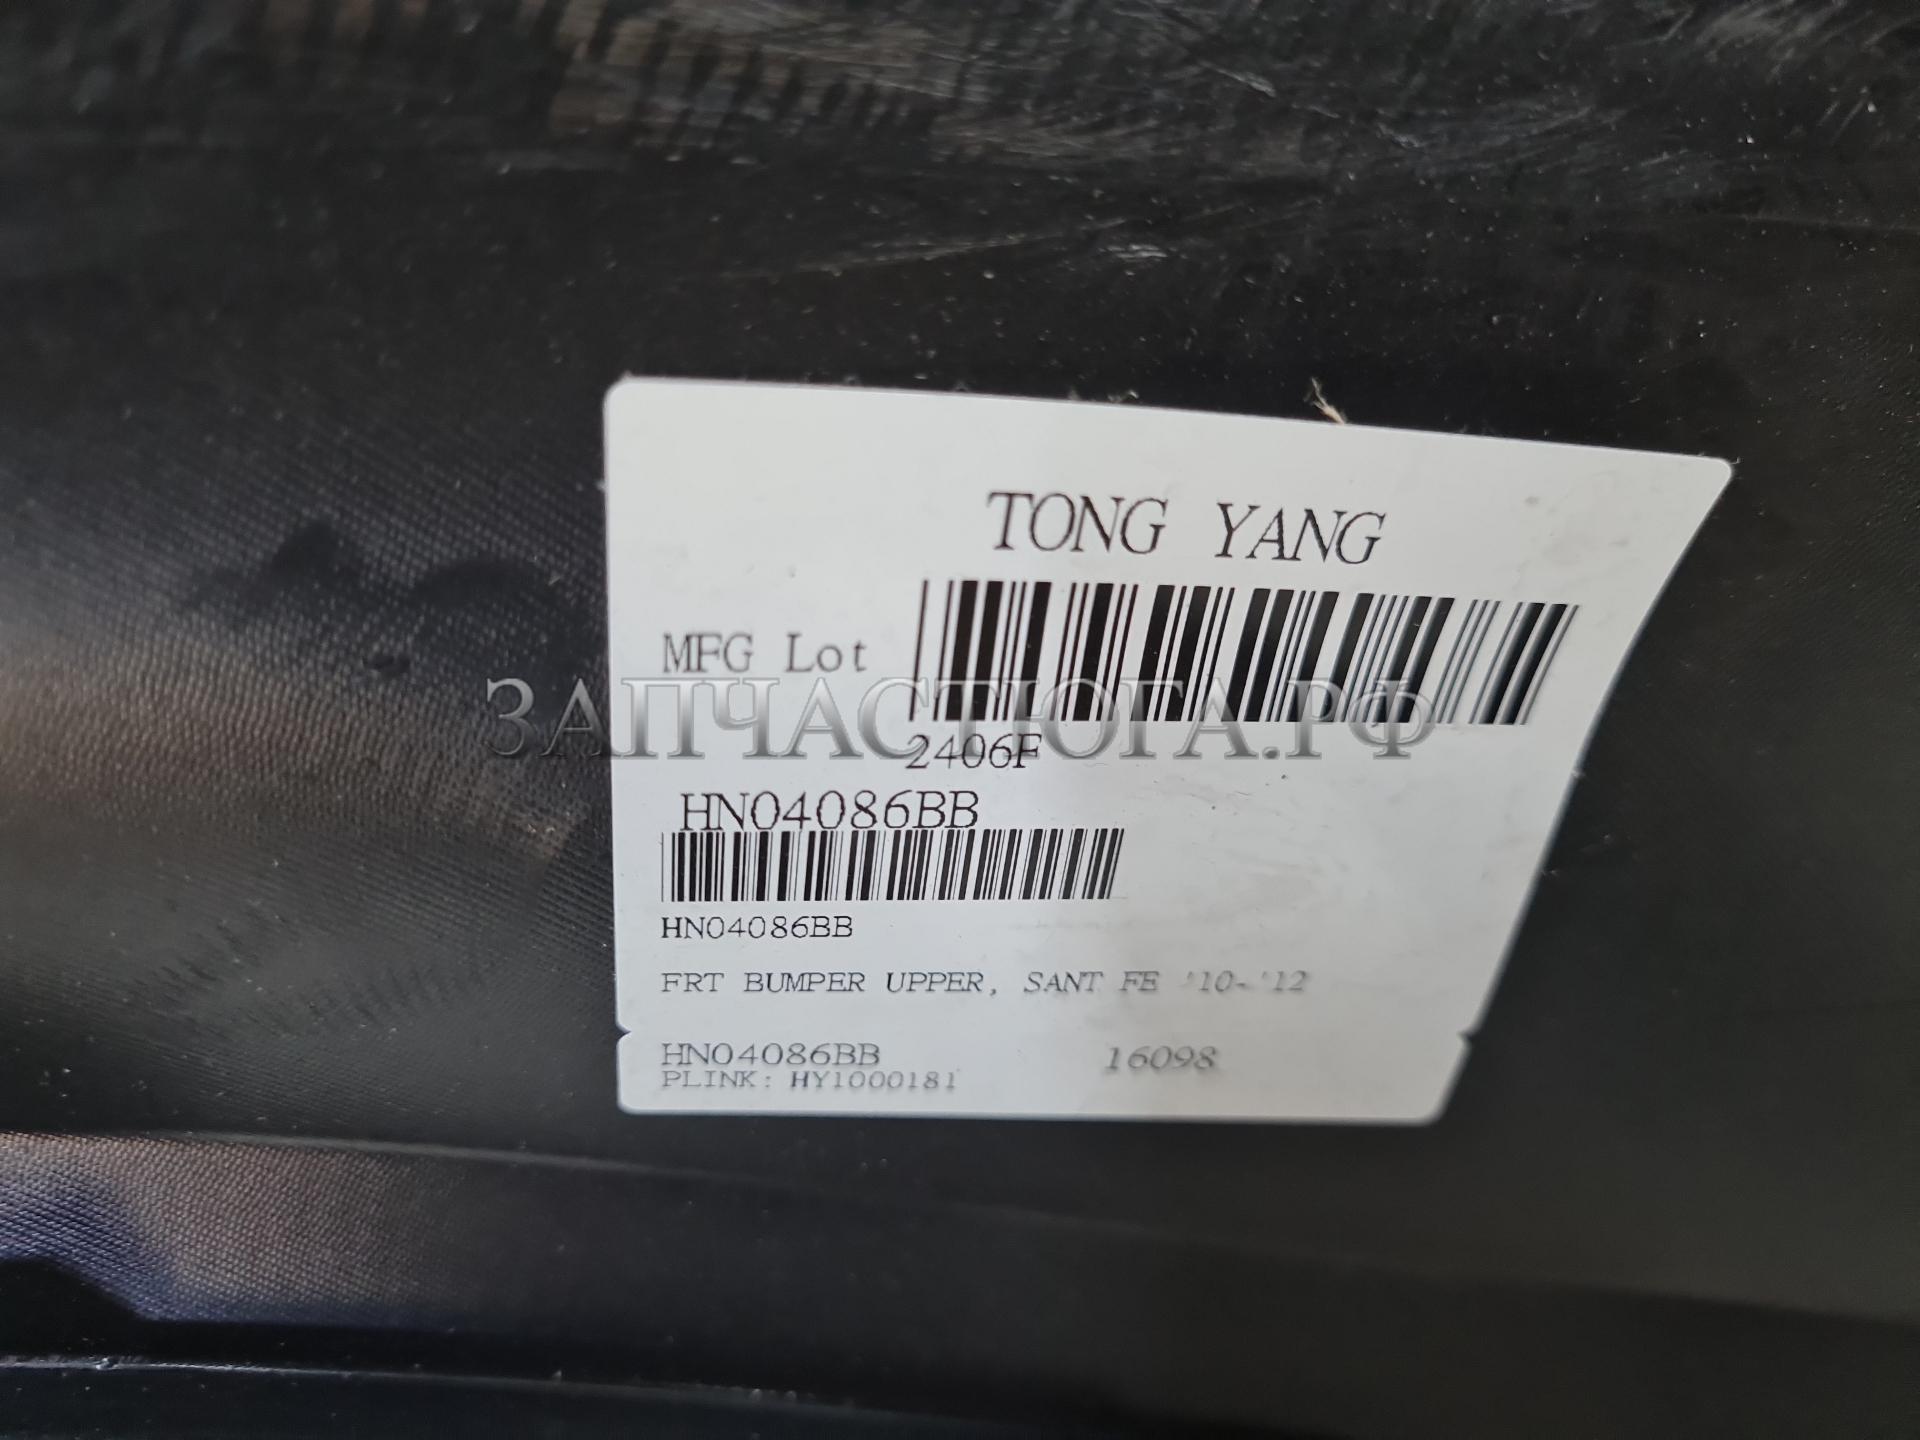 TONG YANG
MFG Lot
ЗАПЧАСТЮГА.РФ
2406F
HN04086BB
HN04086BB
FRT BUMPER UPPER, SANT FE '10-'12
HN04086BB 16098
PLINK: HY1000181